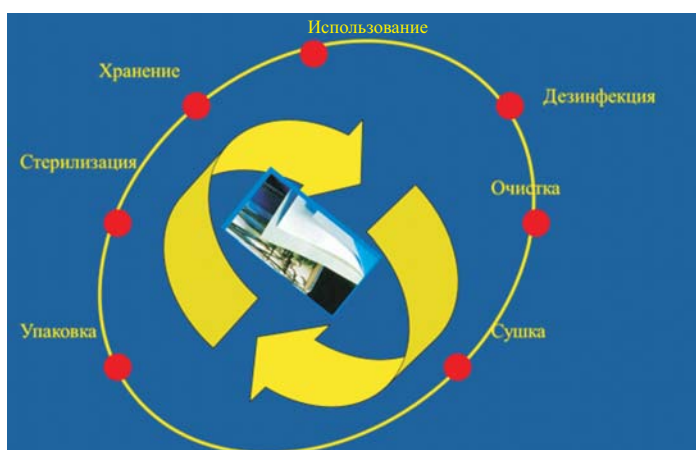 Использование
Хранение
Дезинфекция
Стерилизация
Очистка
Упаковка
Сушка